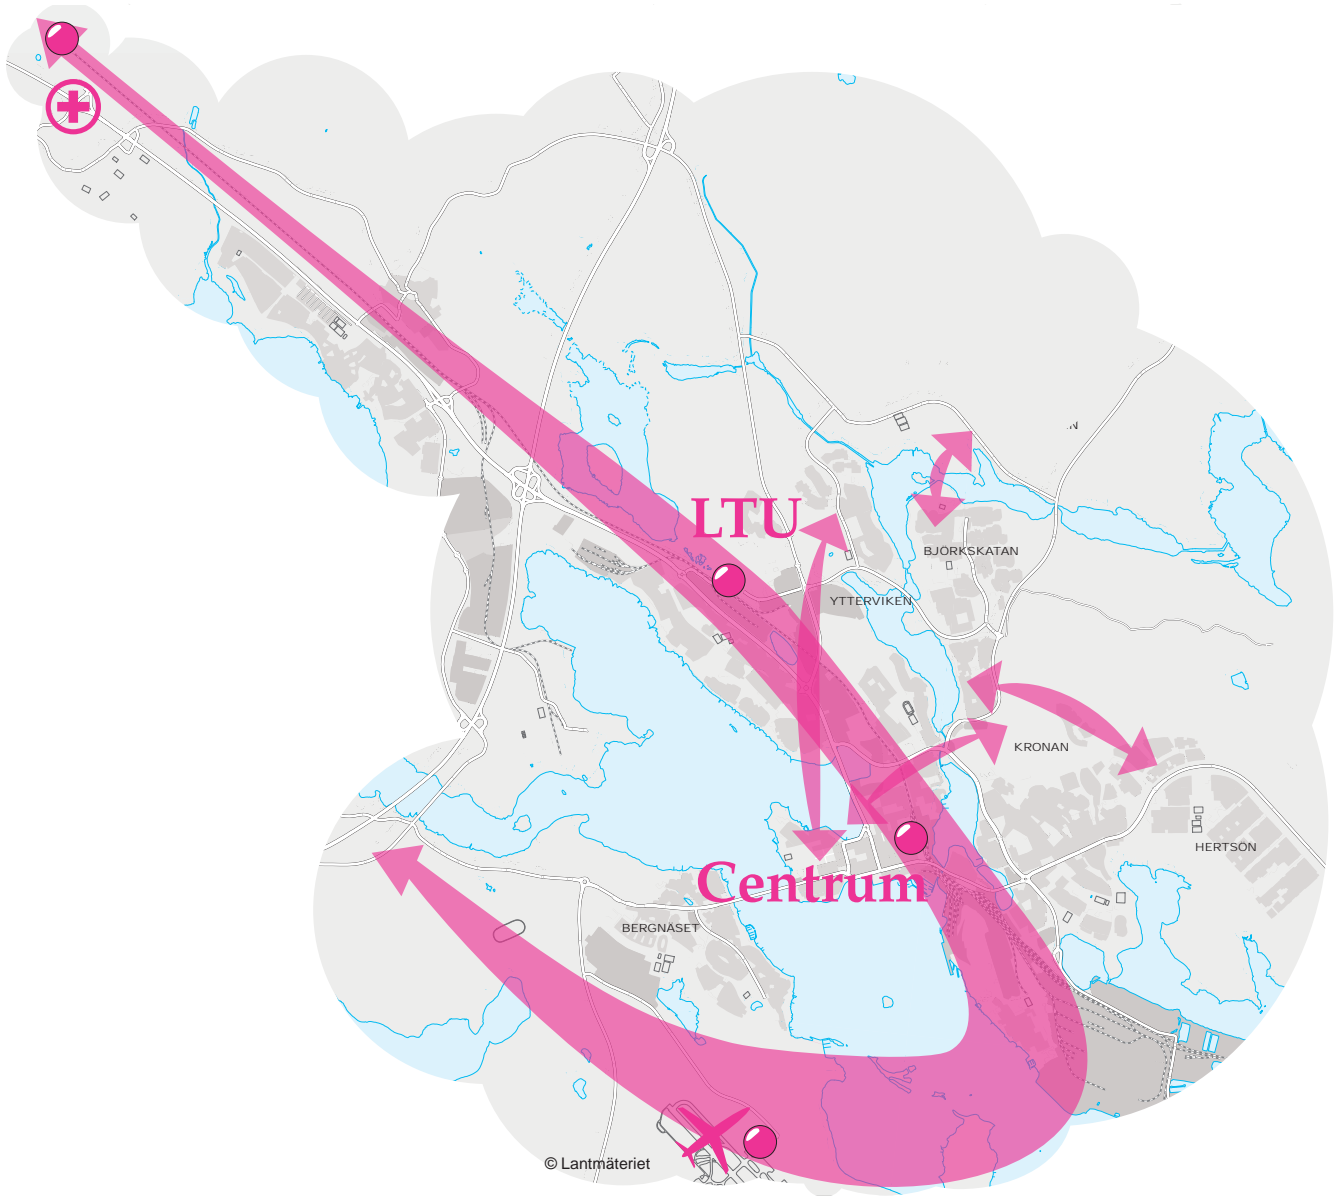 LTU
BJÖRKSKATAN
YTTERVIKEN
KRONAN
HERTSÖN
Centrum
BERGNÄSET
© Lantmäteriet